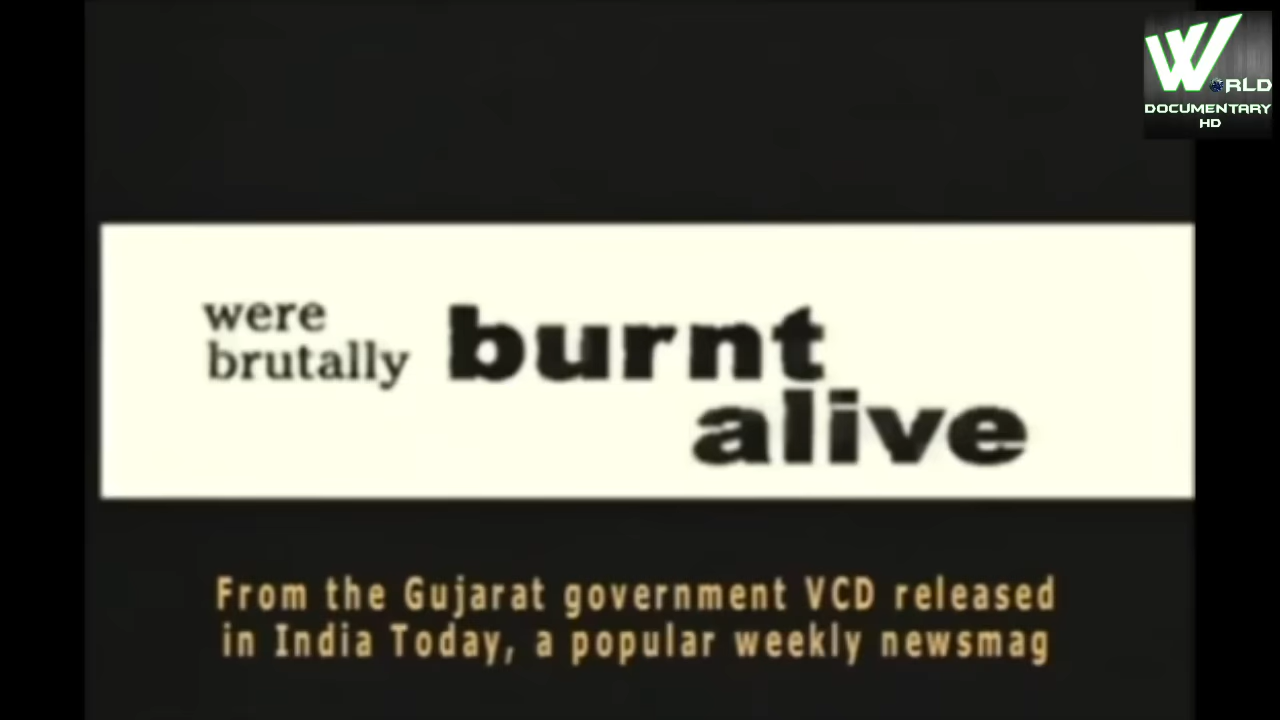 WORLD
DOCUMENTARY
HD
were
brutally
burnt
alive
From the Gujarat government VCD released
in India Today, a popular weekly newsmag